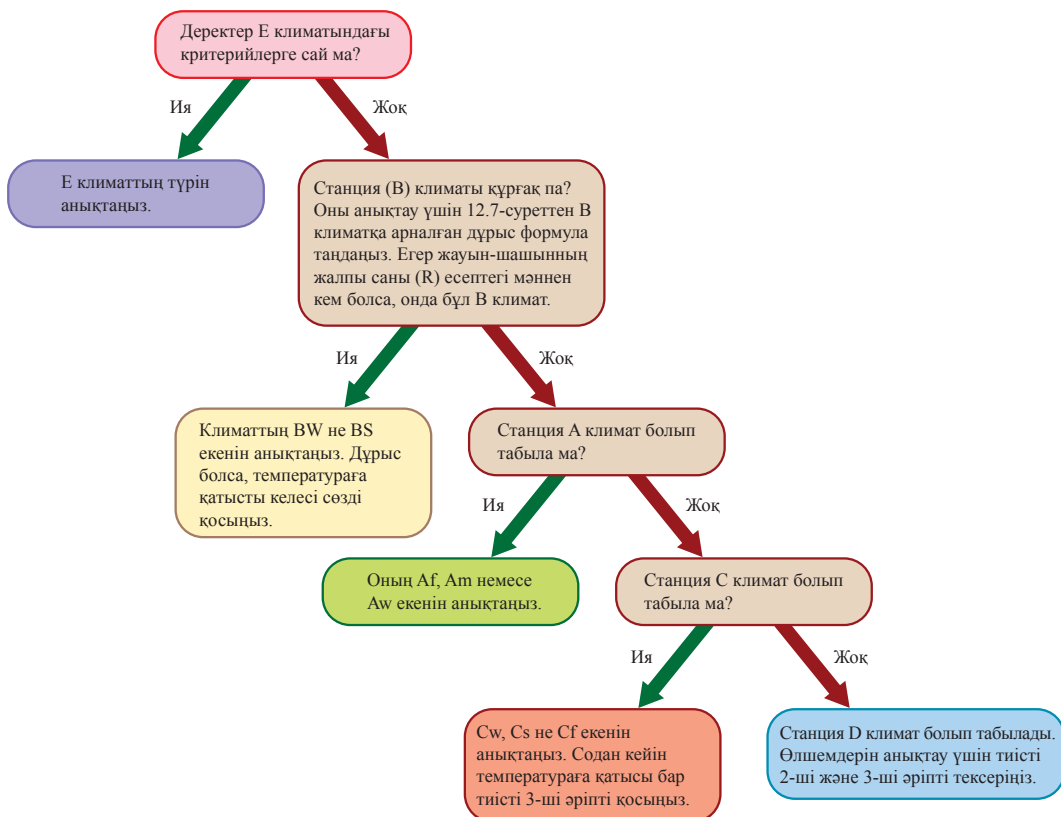 Деректер Е климатындағы
критерийлерге сай ма?
Ия
Жоқ
Е климаттың түрін
анықтаңыз.
Станция (B) климаты құрғақ па?
Оны анықтау үшін 12.7-суреттен B
климатқа арналған дұрыс формула
таңдаңыз. Егер жауын-шашынның
жалпы саны (R) есептегі мәннен
кем болса, онда бұл B климат.
Ия
Жоқ
Климаттың BW не BS
екенін анықтаңыз. Дұрыс
болса, температураға
қатысты келесі сөзді
қосыңыз.
Станция A климат болып
табыла ма?
Ия
Жоқ
Оның Af, Am немесе
Aw екенін анықтаңыз.
Станция C климат болып
табыла ма?
Ия
Жоқ
Cw, Cs не Cf екенін
анықтаңыз. Содан кейін
температураға қатысы бар
тиісті 3-ші әріпті қосыңыз.
Станция D климат болып табылады.
Өлшемдерін анықтау үшін тиісті
2-ші және 3-ші әріпті тексеріңіз.